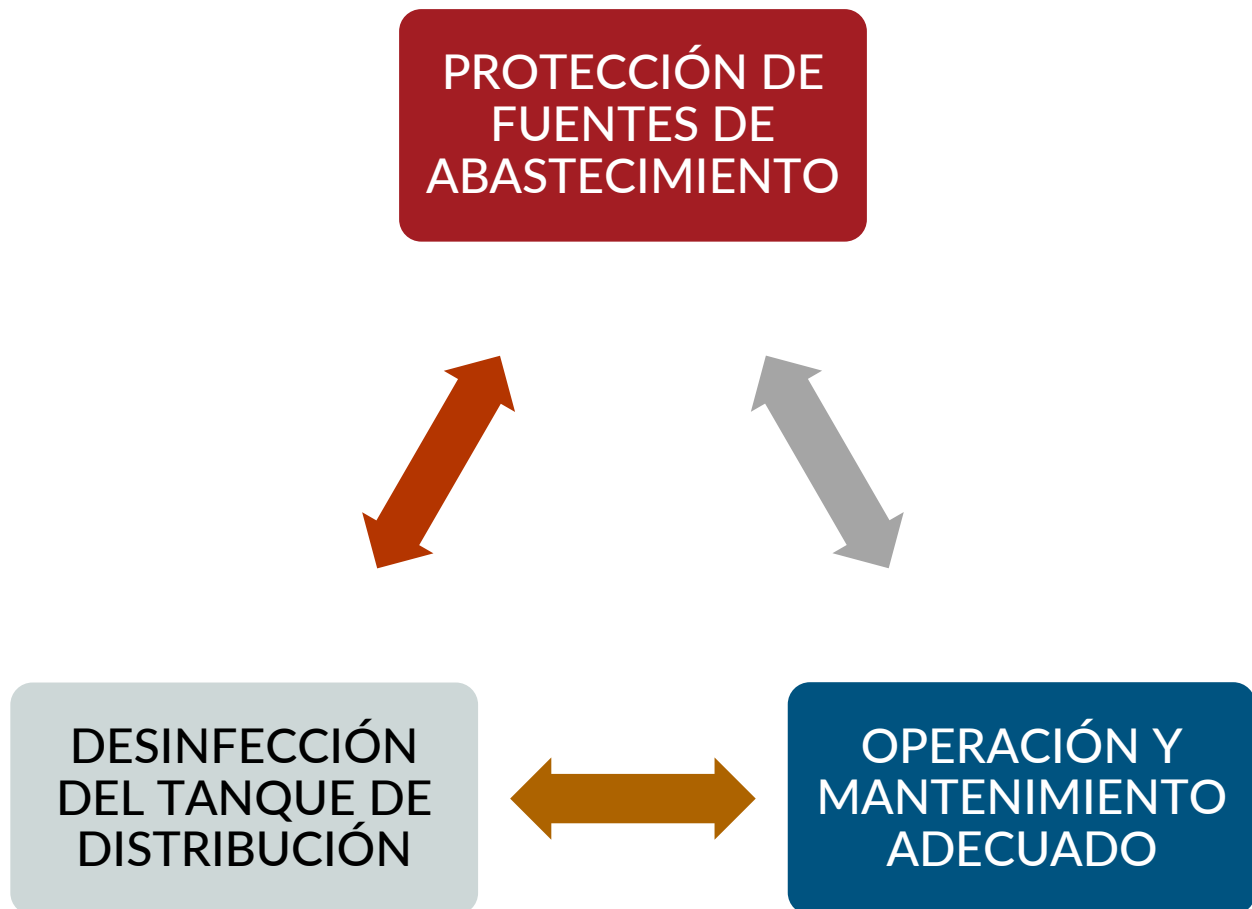 PROTECCIÓN DE
FUENTES DE
ABASTECIMIENTO
DESINFECCIÓN
DEL TANQUE DE
DISTRIBUCIÓN
OPERACIÓN Y
MANTENIMIENTO
ADECUADO